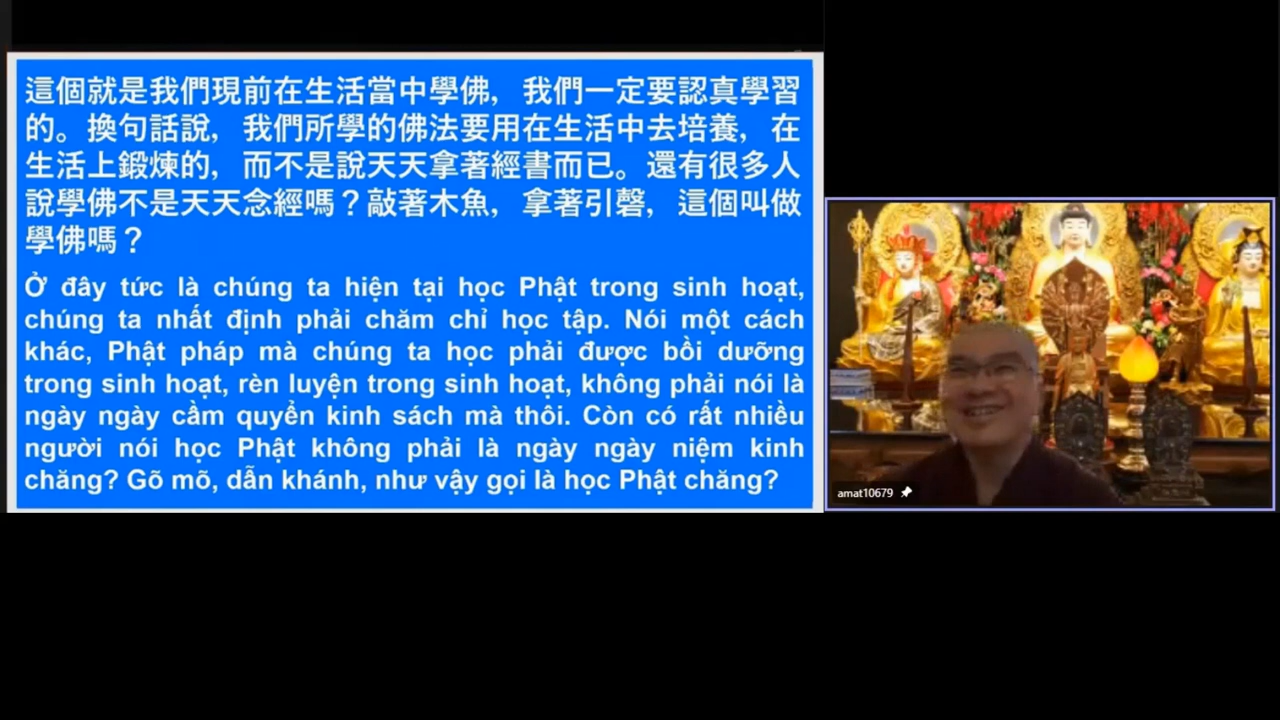 這個就是我們現前在生活當中學佛，我們一定要認真學習
的。換句話說，我們所學的佛法要用在生活中去培養，在
生活上鍛煉的，而不是說天天拿著經書而已。還有很多人
說學佛不是天天念經嗎？敲著木魚，拿著引磬，這個叫做
學佛嗎？
Ở đây tức là chúng ta hiện tại học Phật trong sinh hoạt,
chúng ta nhất định phải chăm chỉ học tập. Nói một cách
khác, Phật pháp mà chúng ta học phải được bồi dưỡng
trong sinh hoạt, rèn luyện trong sinh hoạt, không phải nói là
ngày ngày cầm quyển kinh sách mà thôi. Còn có rất nhiều
người nói học Phật không phải là ngày ngày niệm kinh
chăng? Gõ mõ, dẫn khánh, như vậy gọi là học Phật chăng?
amat10679